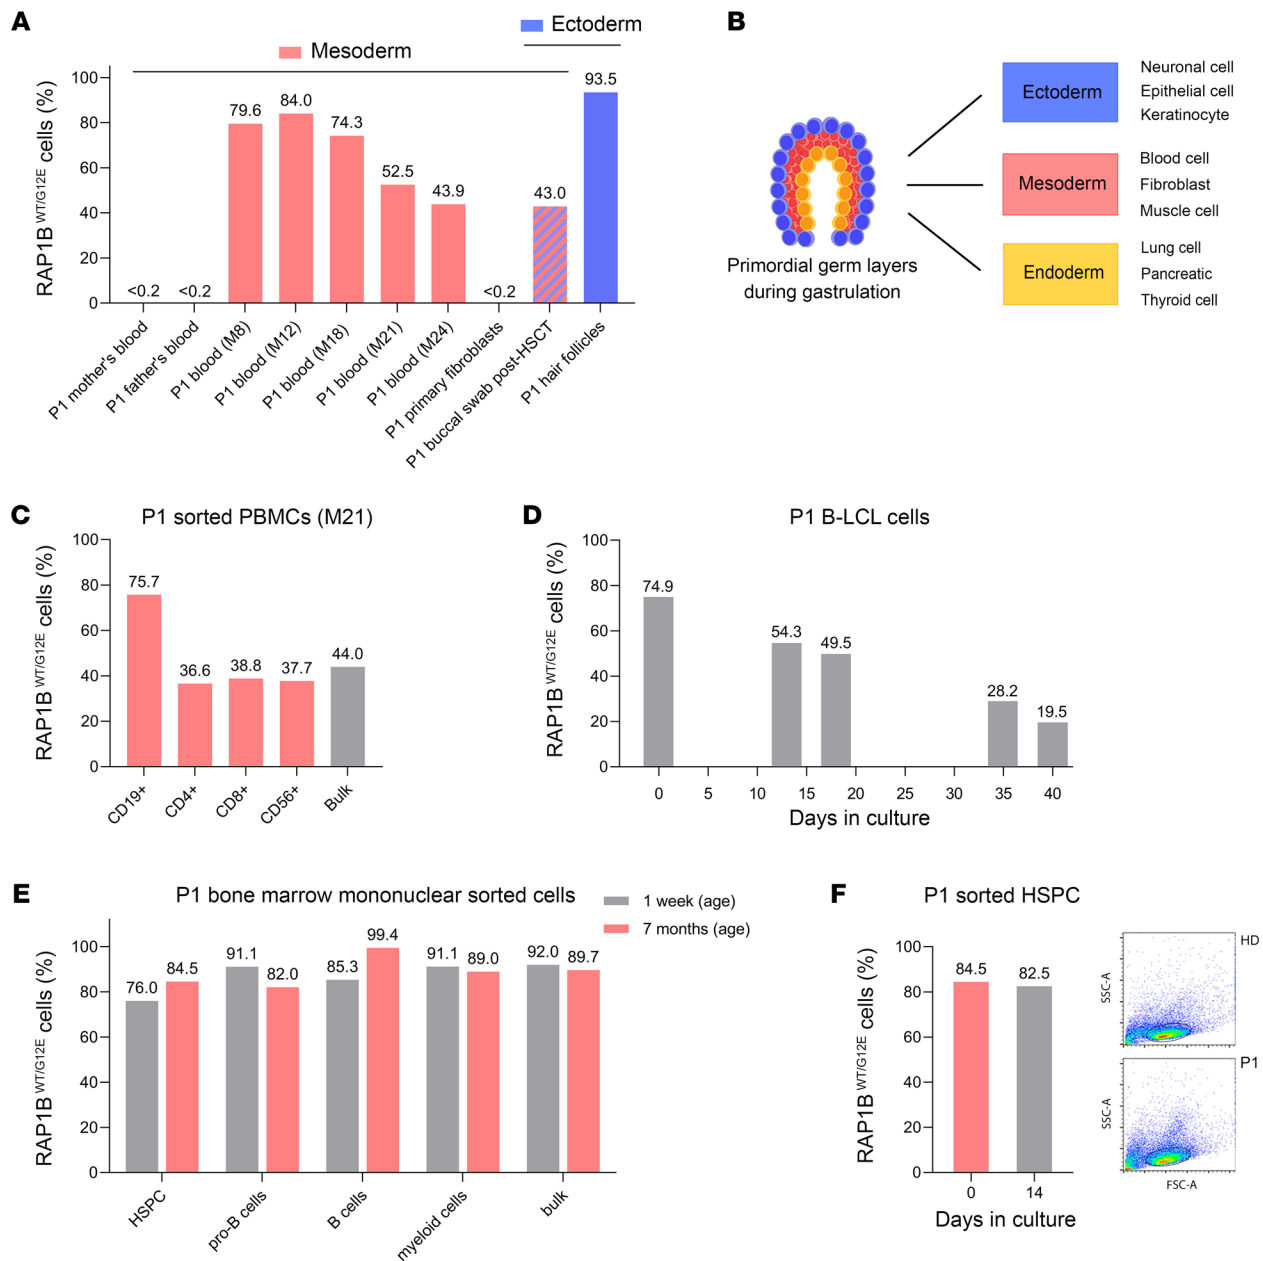 A
Ectoderm
Mesoderm
RAP1B WT/G12E cells (%)
100
80
60
40
20
0
<0.2
<0.2
79.6
84.0
74.3
52.5
43.9
<0.2
43.0
93.5
P1 mother's blood
P1 father's blood
P1 blood (M8)
P1 blood (M12)
P1 blood (M18)
P1 blood (M21)
P1 blood (M24)
P1 primary fibroblasts
P1 buccal swab post-HSCT
P1 hair follicles
B
Primordial germ layers
during gastrulation
Ectoderm
Neuronal cell
Epithelial cell
Keratinocyte
Mesoderm
Blood cell
Fibroblast
Muscle cell
Endoderm
Lung cell
Pancreatic
Thyroid cell
C
P1 sorted PBMCs (M21)
RAP1B WT/G12E cells (%)
100
80
60
40
20
0
75.7
36.6
38.8
37.7
44.0
CD19+
CD4+
CD8+
CD56+
Bulk
D
P1 B-LCL cells
RAP1B WT/G12E cells (%)
100
80
60
40
20
0
74.9
54.3
49.5
28.2
19.5
0
5
10
15
20
25
30
35
40
Days in culture
E
P1 bone marrow mononuclear sorted cells
1 week (age)
7 months (age)
RAP1B WT/G12E cells (%)
100
80
60
40
20
0
76.0
84.5
91.1
82.0
85.3
99.4
91.1
89.0
92.0
89.7
HSPC
pro-B cells
B cells
myeloid cells
bulk
F
P1 sorted HSPC
RAP1B WT/G12E cells (%)
100
80
60
40
20
0
84.5
82.5
0
14
Days in culture
HD
SSC-A
P1
SSC-A
FSC-A